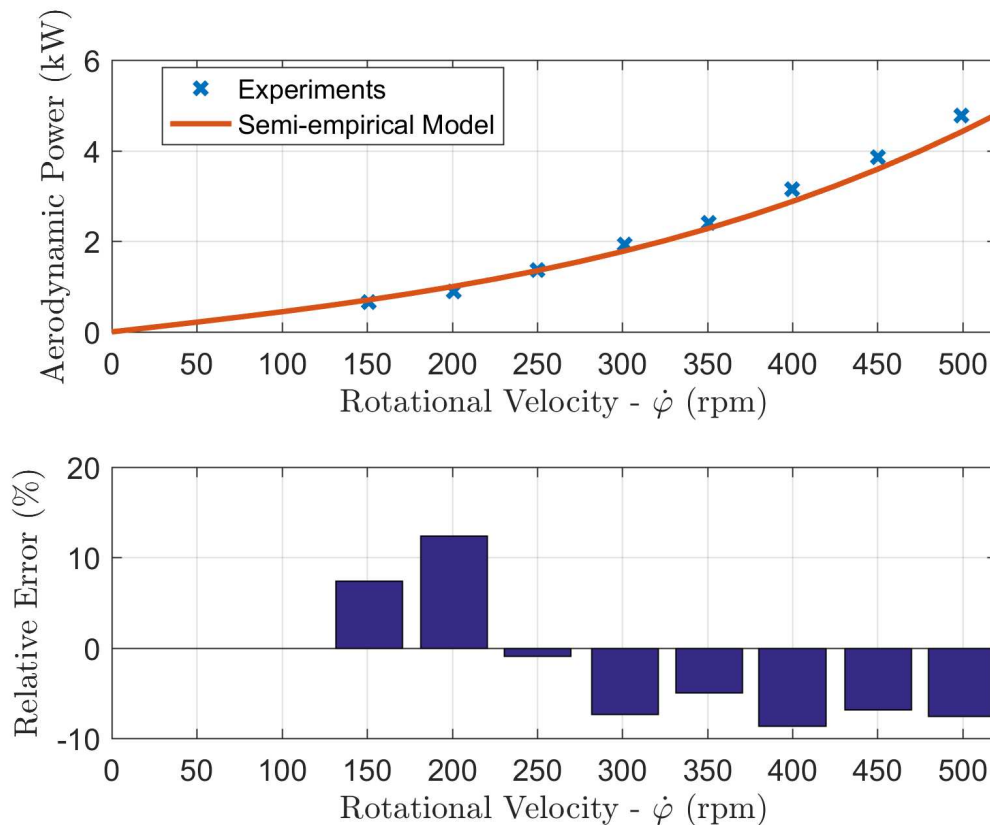 Aerodynamic Power (kW)
6
4
2
0
Experiments
Semi-empirical Model
0 50 100 150 200 250 300 350 400 450 500
Rotational Velocity - φ̇ (rpm)
Relative Error (%)
20
10
0
-10
0 50 100 150 200 250 300 350 400 450 500
Rotational Velocity - φ̇ (rpm)